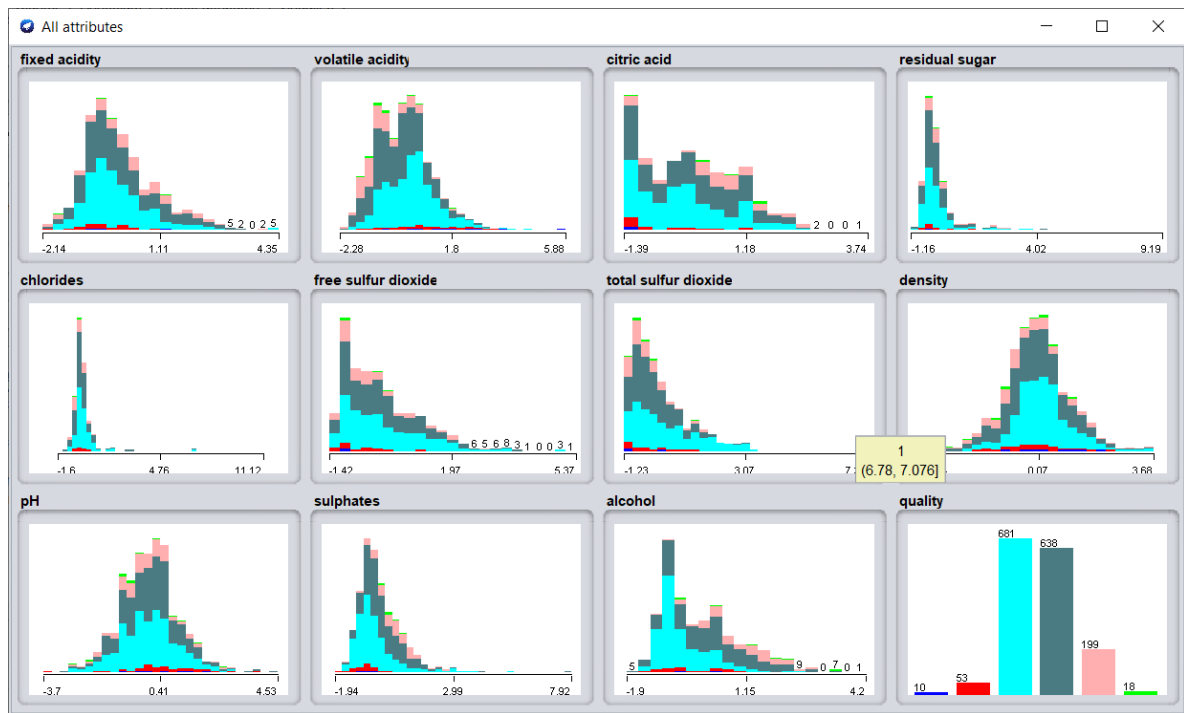 All attributes
fixed acidity
5 2 0 2 5
-2.14 1.11 4.35
volatile acidity
-2.28 1.8 5.88
citric acid
2 0 0 1
-1.39 1.18 3.74
residual sugar
-1.16 4.02 9.19
chlorides
-1.6 4.76 11.12
free sulfur dioxide
6 5 6 8 3 1 0 0 3 1
-1.42 1.97 5.37
total sulfur dioxide
-1.23 3.07 7.
1
(6.78, 7.076]
density
0.07 3.68
pH
-3.7 0.41 4.53
sulphates
-1.94 2.99 7.92
alcohol
5 9 0 7 0 1
-1.9 1.15 4.2
quality
10 53 681 638 199 18